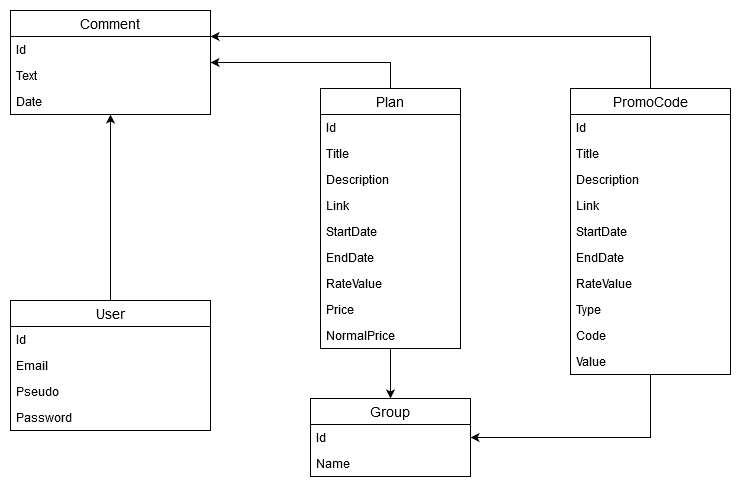 Comment
Id
Text
Date
Plan
Id
Title
Description
Link
StartDate
EndDate
RateValue
Price
NormalPrice
PromoCode
Id
Title
Description
Link
StartDate
EndDate
RateValue
Type
Code
Value
User
Id
Email
Pseudo
Password
Group
Id
Name